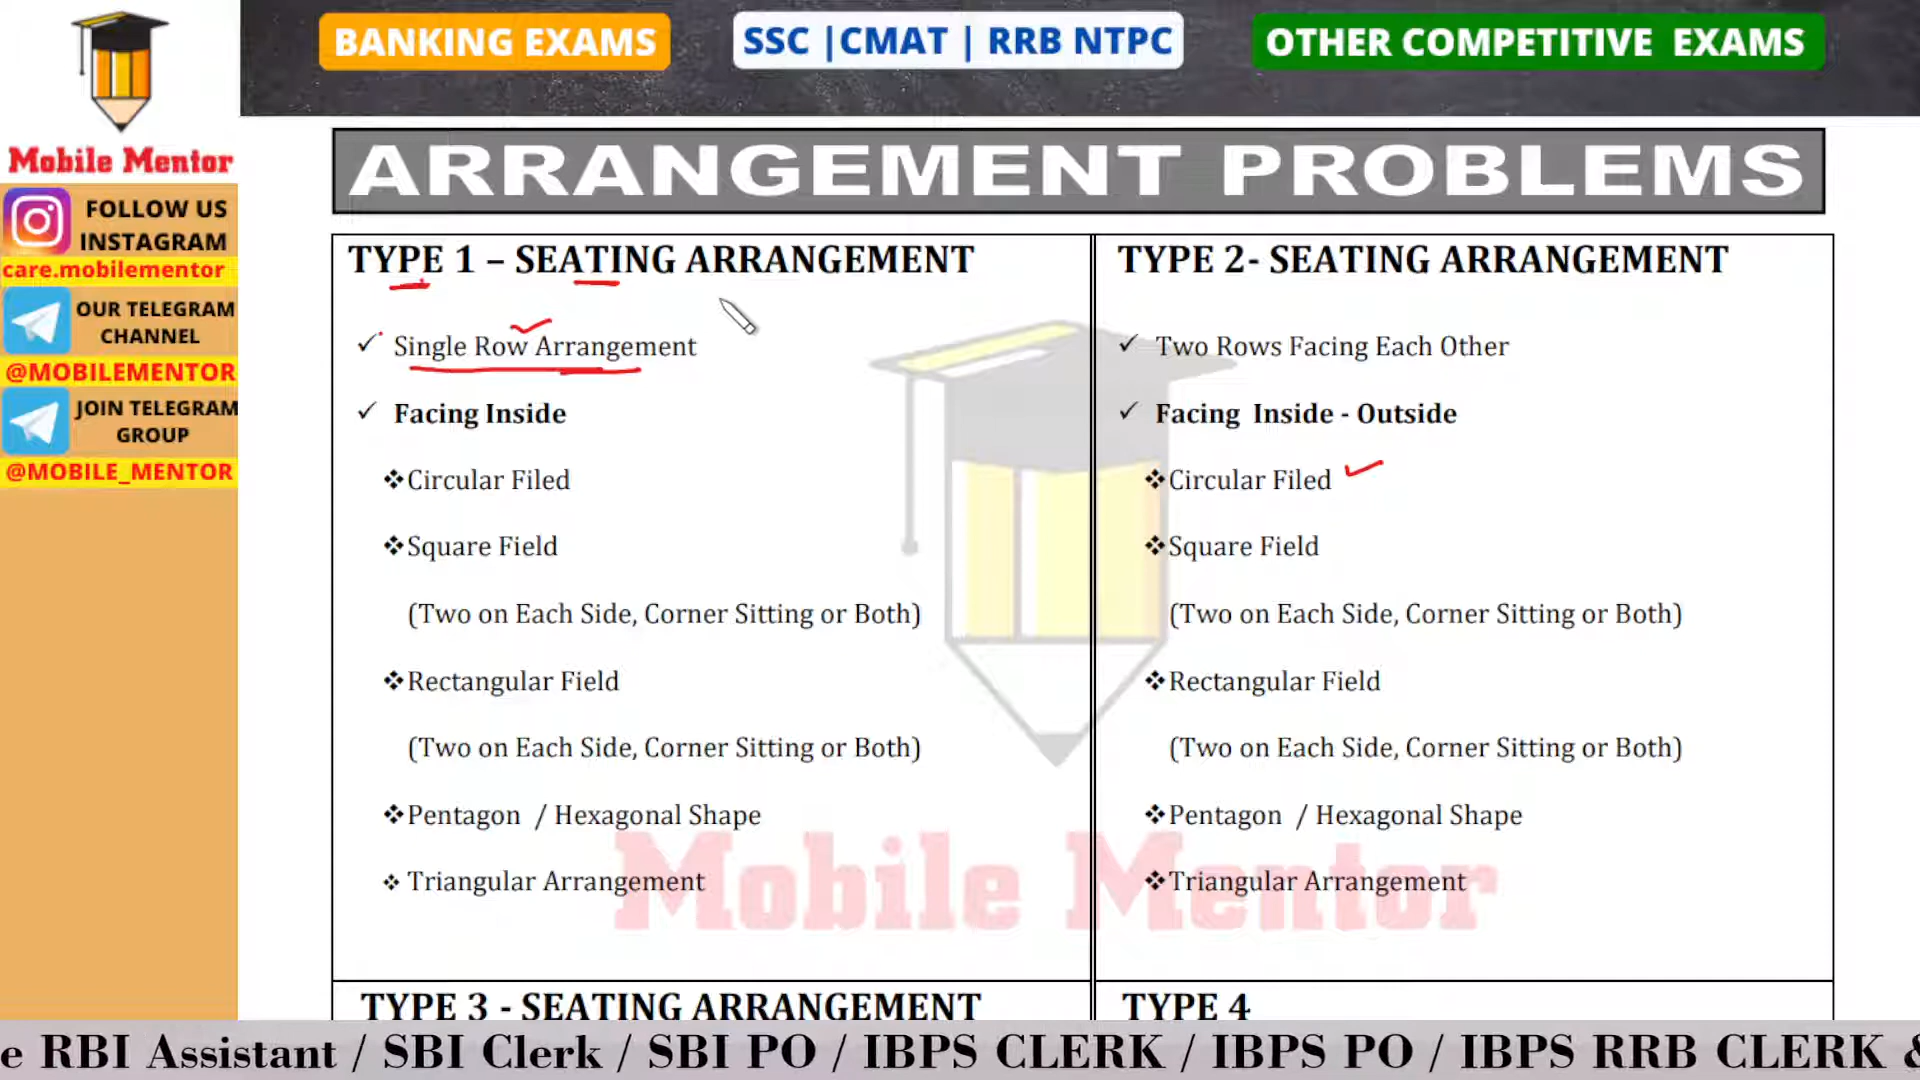 BANKING EXAMS
SSC |CMAT | RRB NTPC
OTHER COMPETITIVE EXAMS
Mobile Mentor
FOLLOW US
INSTAGRAM
care.mobilementor
OUR TELEGRAM
CHANNEL
@MOBILEMENTOR
JOIN TELEGRAM
GROUP
@MOBILE_MENTOR
ARRANGEMENT PROBLEMS
TYPE 1 – SEATING ARRANGEMENT
✓ Single Row Arrangement
✓ Facing Inside
❖Circular Filed
❖Square Field
(Two on Each Side, Corner Sitting or Both)
❖Rectangular Field
(Two on Each Side, Corner Sitting or Both)
❖Pentagon / Hexagonal Shape
❖ Triangular Arrangement
TYPE 2- SEATING ARRANGEMENT
✓ Two Rows Facing Each Other
✓ Facing Inside - Outside
❖Circular Filed
❖Square Field
(Two on Each Side, Corner Sitting or Both)
❖Rectangular Field
(Two on Each Side, Corner Sitting or Both)
❖Pentagon / Hexagonal Shape
❖Triangular Arrangement
Mobile Mentor
TYPE 3 - SEATING ARRANGEMENT
TYPE 4
e RBI Assistant / SBI Clerk / SBI PO / IBPS CLERK / IBPS PO / IBPS RRB CLERK &